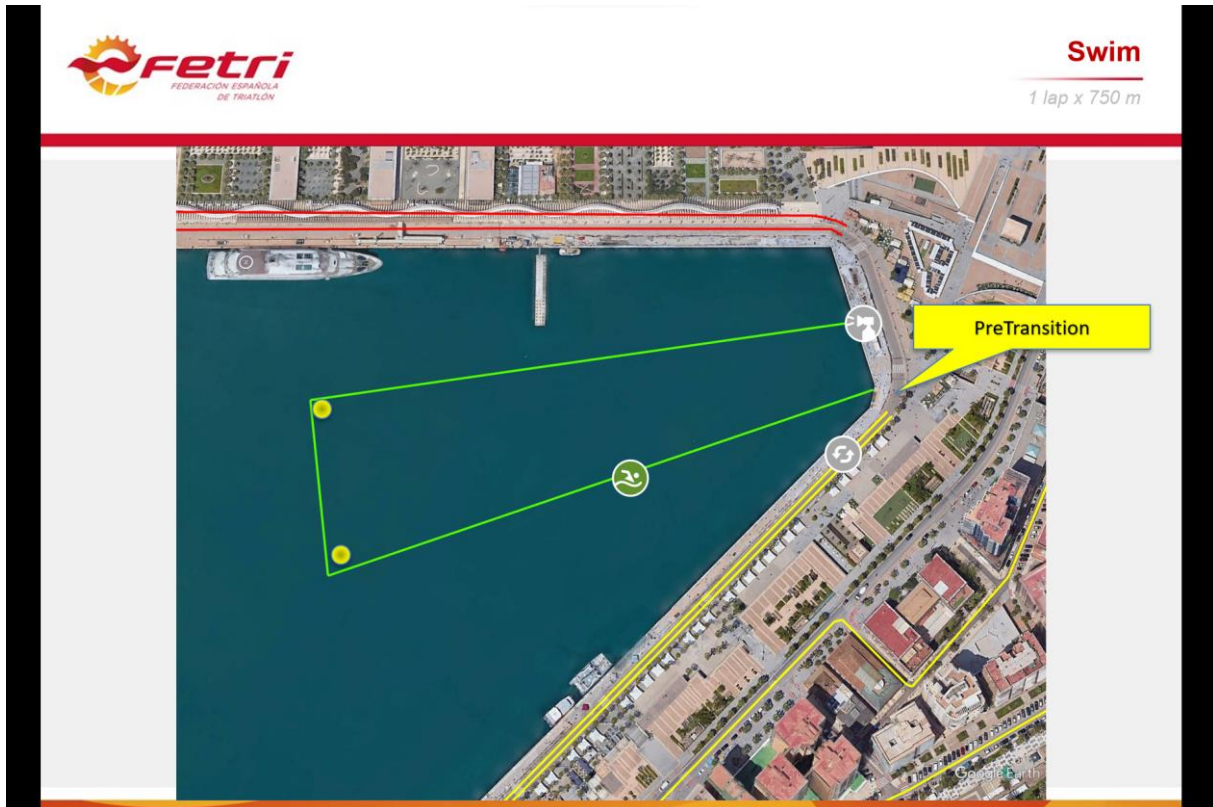 Fetri
FEDERACIÓN ESPAÑOLA
DE TRIATLÓN
Swim
1 lap x 750 m
PreTransition
Google Earth